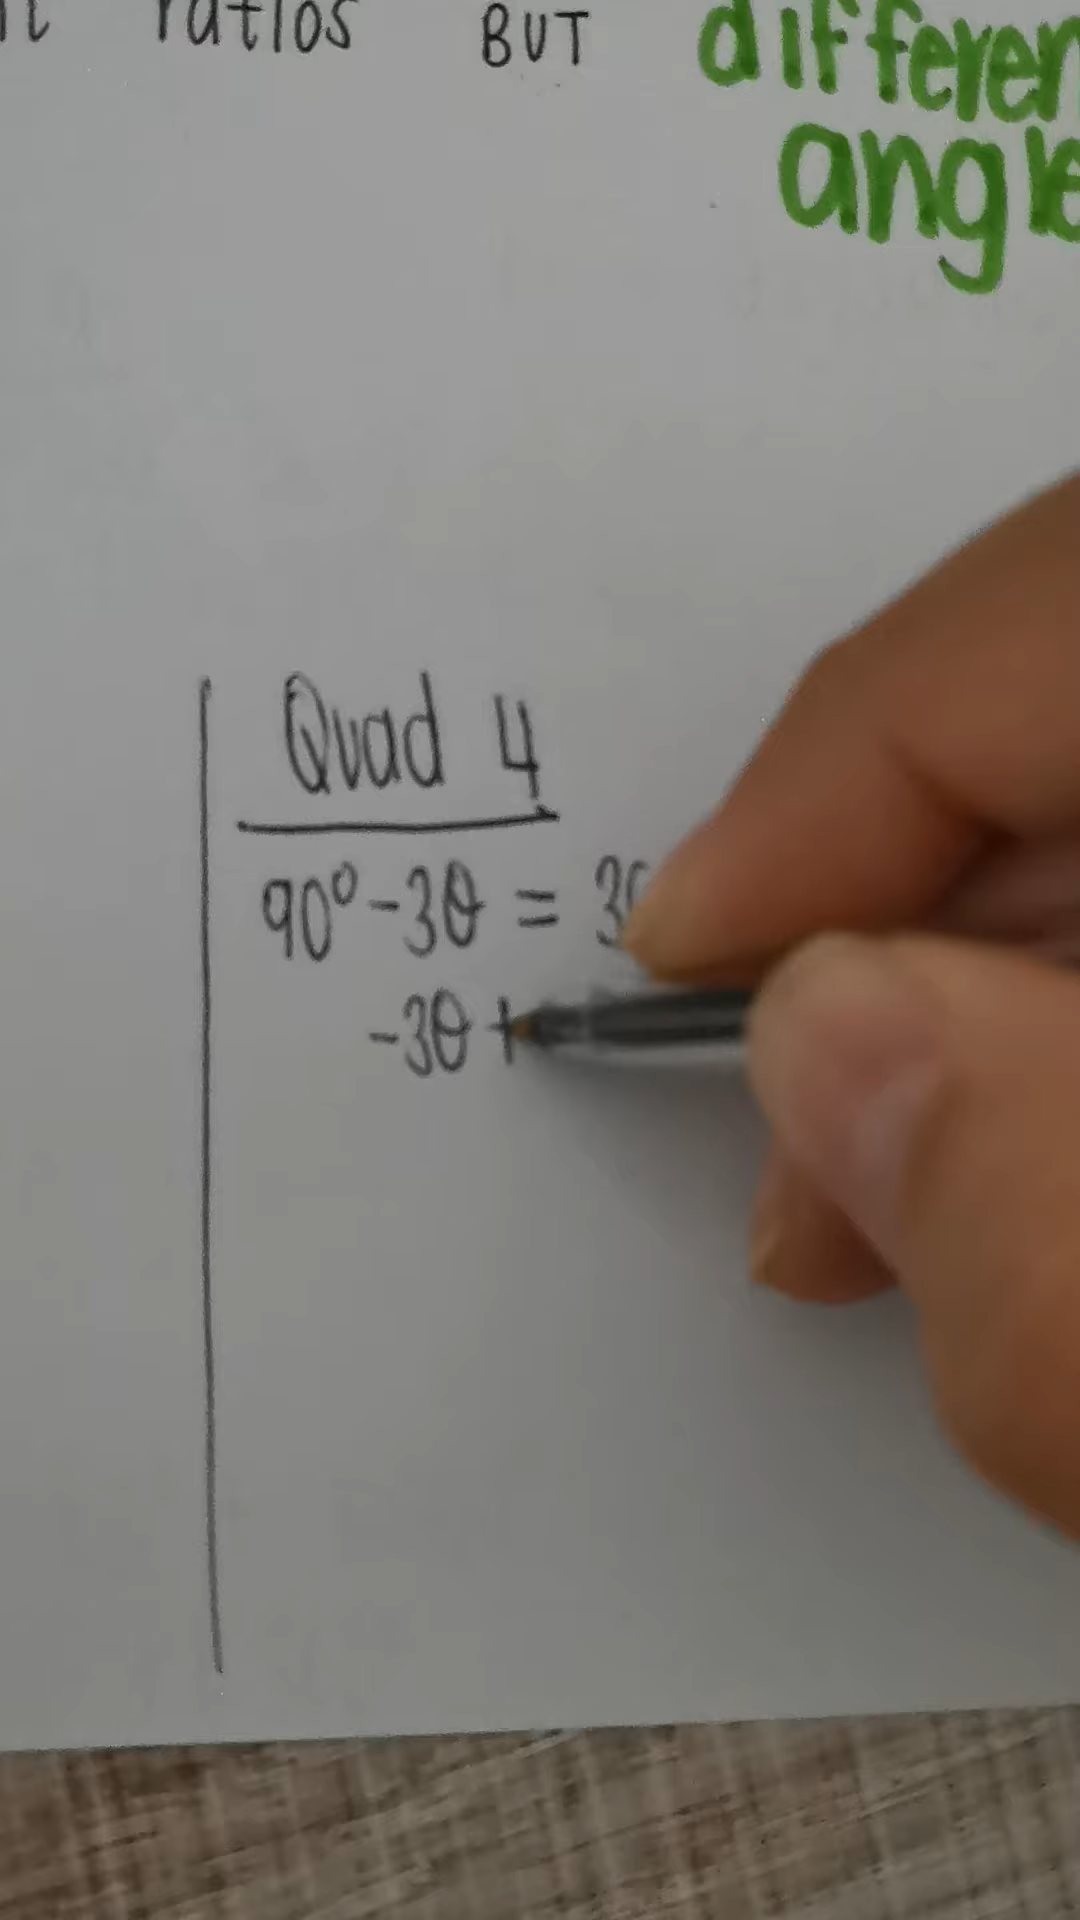 ratios BUT differen
angle
Quad 4
90° - 3θ = 3
-3θ +